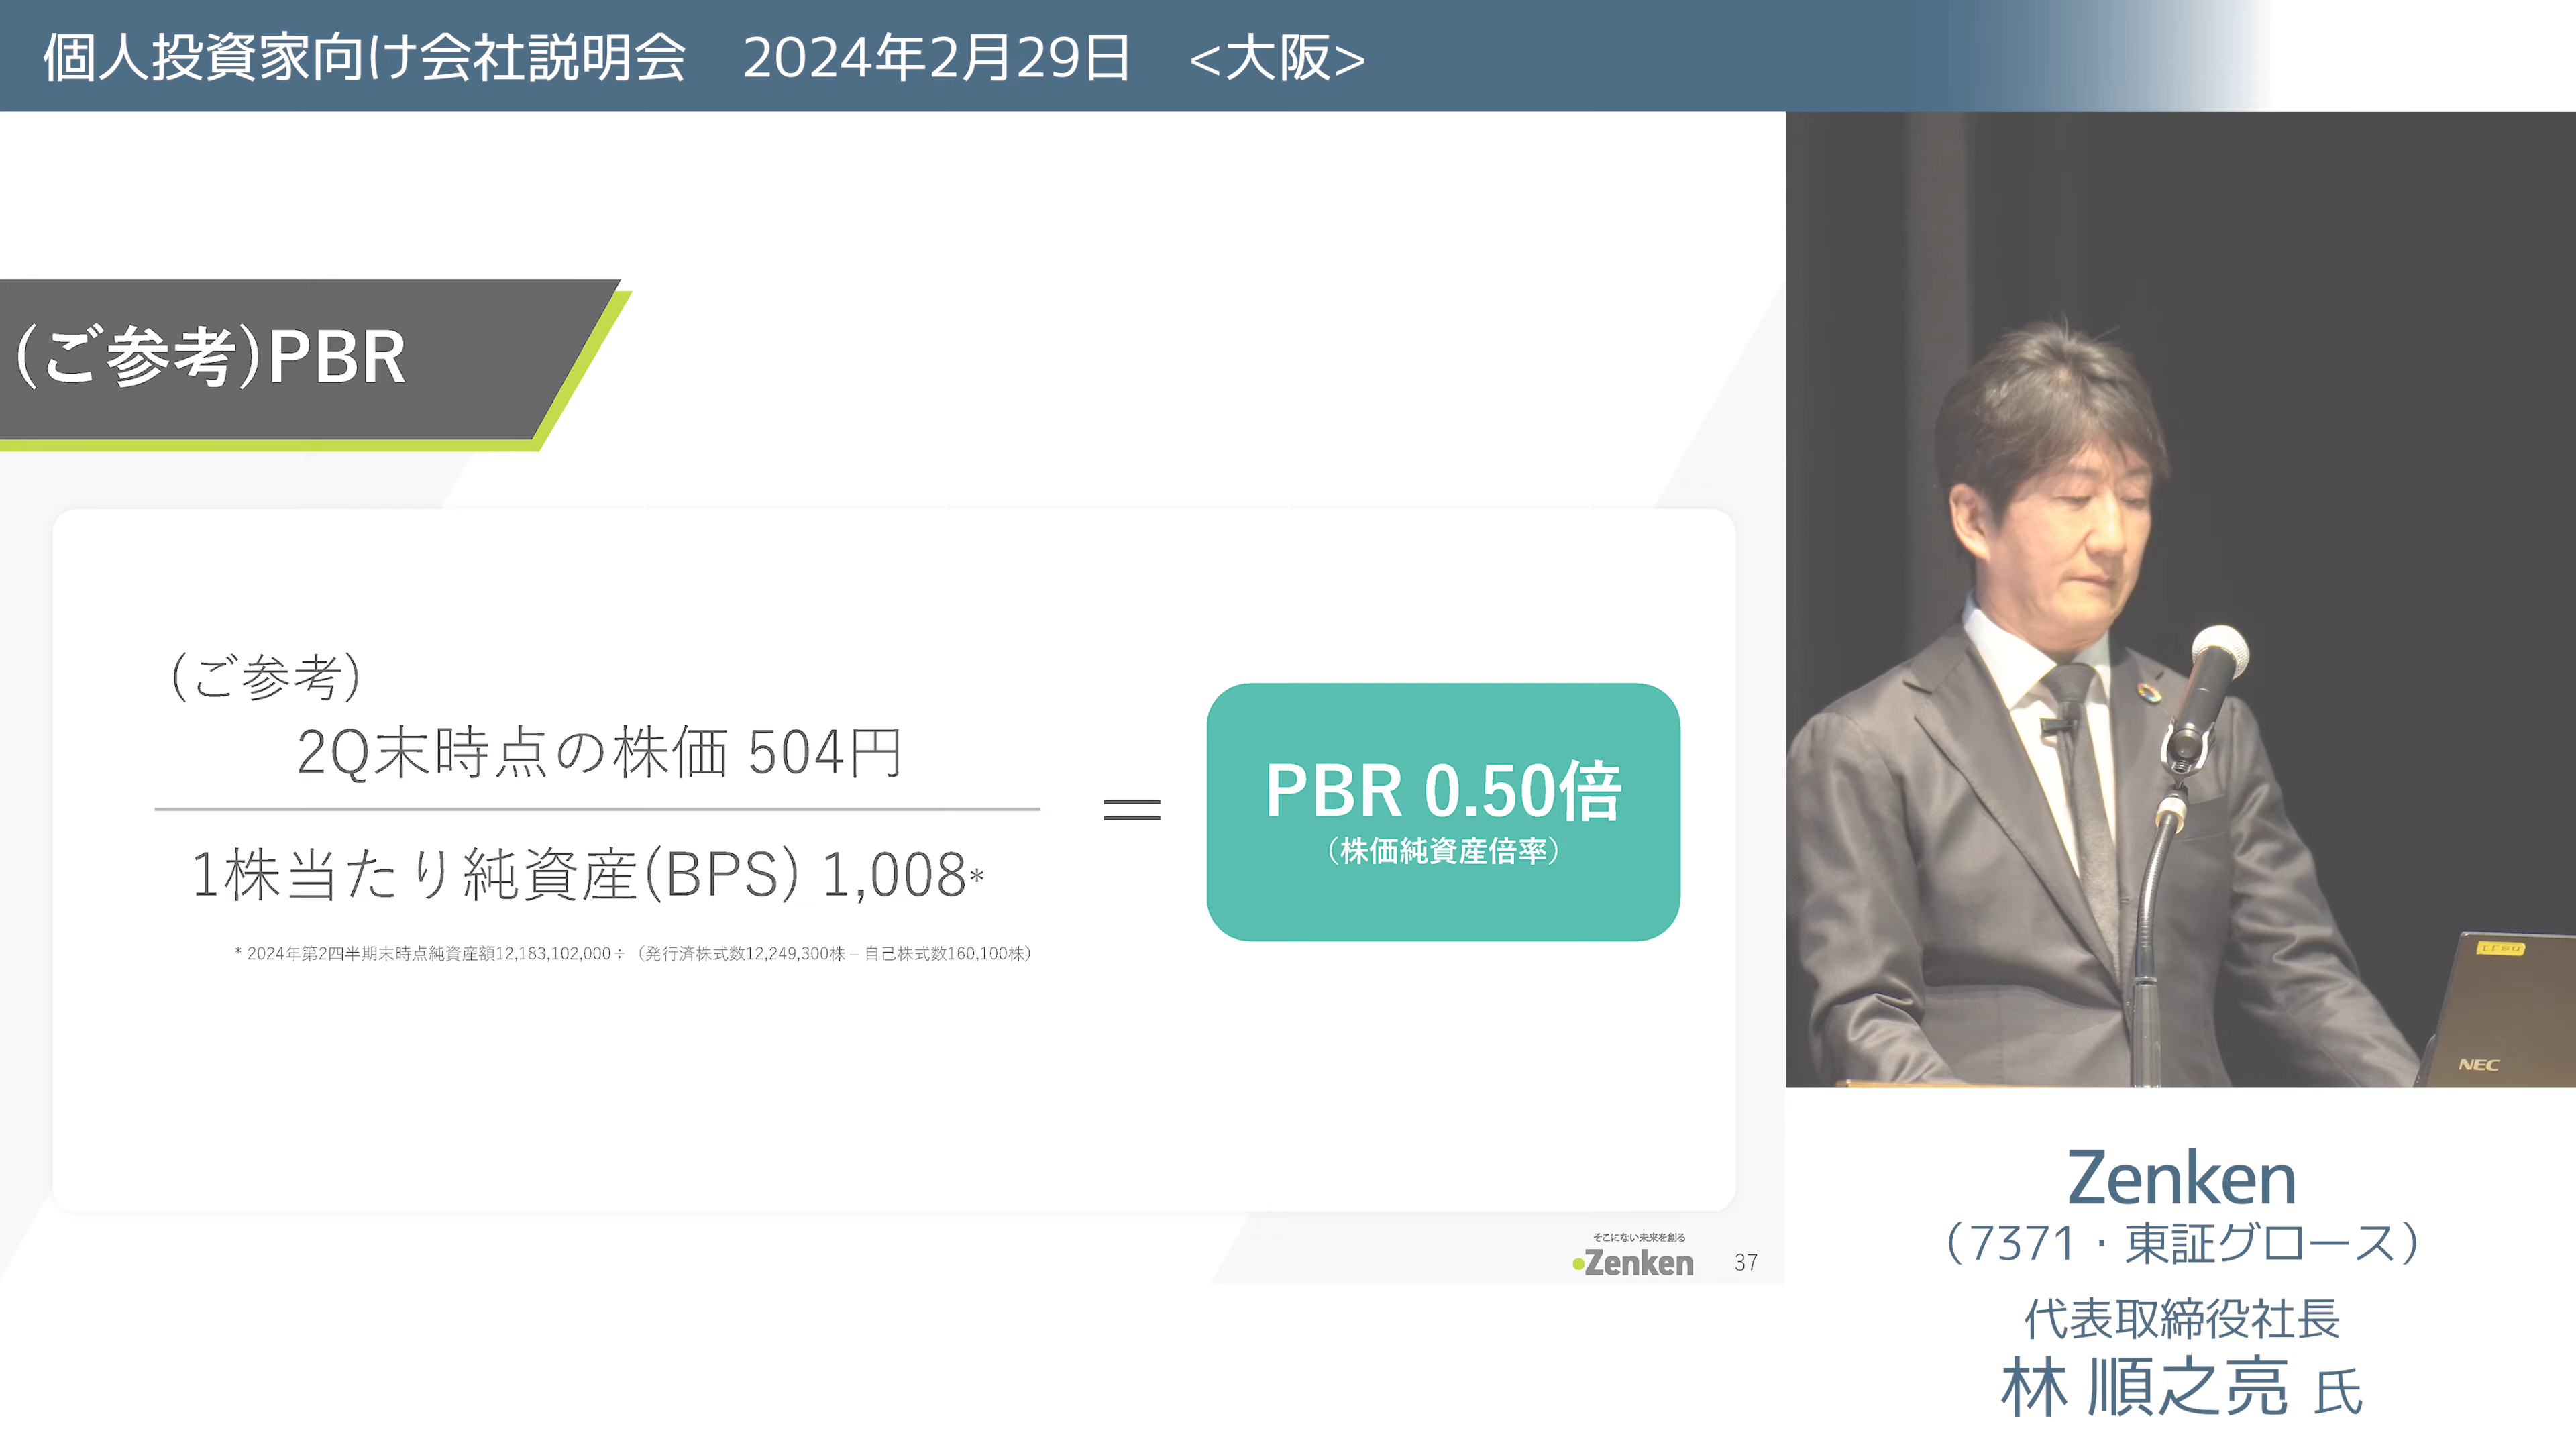 個人投資家向け会社説明会　2024年2月29日　<大阪>
(ご参考)PBR
(ご参考)
2Q末時点の株価 504円
1株当たり純資産(BPS) 1,008*
=
PBR 0.50倍
（株価純資産倍率）
* 2024年第2四半期末時点純資産額12,183,102,000÷（発行済株式数12,249,300株 – 自己株式数160,100株）
そこにない未来を創る
Zenken
37
NEC
Zenken
（7371・東証グロース）
代表取締役社長
林 順之亮 氏